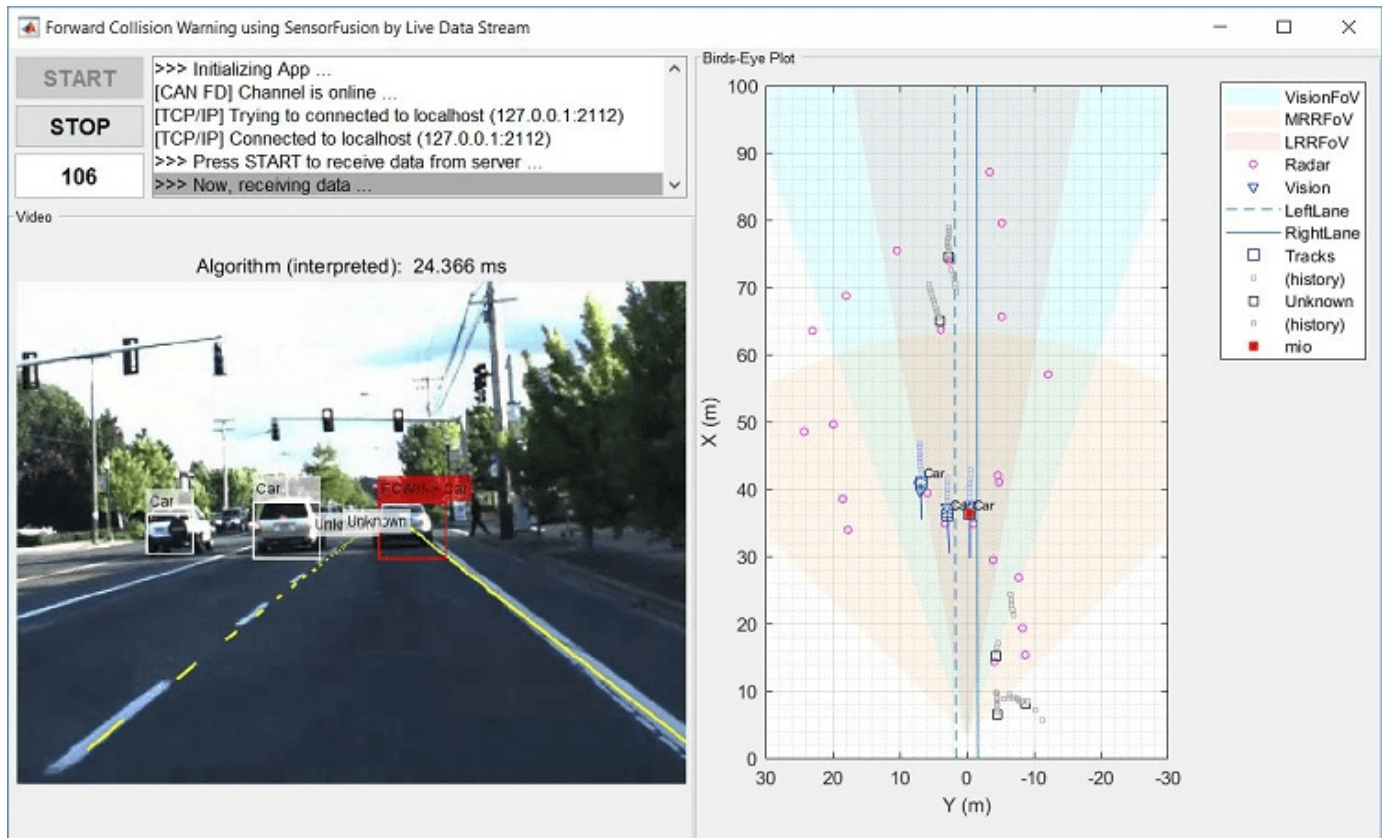 Forward Collision Warning using SensorFusion by Live Data Stream
START
STOP
106
>>> Initializing App ...
[CAN FD] Channel is online ...
[TCP/IP] Trying to connected to localhost (127.0.0.1:2112)
[TCP/IP] Connected to localhost (127.0.0.1:2112)
>>> Press START to receive data from server ...
>>> Now, receiving data ...
Video
Algorithm (interpreted): 24.366 ms
Car
Car
Car
Unknown
Birds-Eye Plot
100
90
80
70
60
50
40
30
20
10
0
X (m)
Car
Car
30
20
10
0
-10
-20
-30
Y (m)
VisionFoV
MRRFoV
LRRFoV
Radar
Vision
LeftLane
RightLane
Tracks
(history)
Unknown
(history)
mio